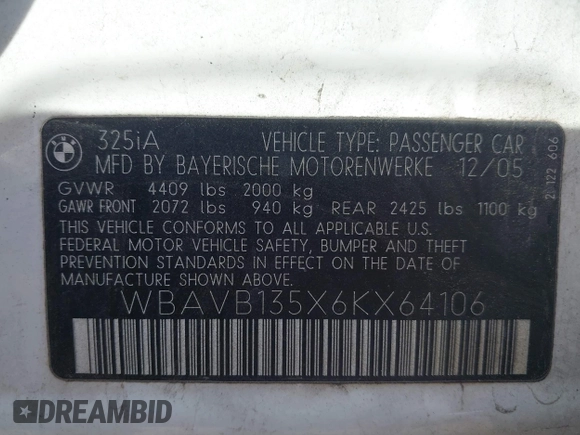 BMW
325iA VEHICLE TYPE: PASSENGER CAR
MFD BY BAYERISCHE MOTORENWERKE 12/05
GVWR 4409 lbs 2000 kg
GAWR FRONT 2072 lbs 940 kg REAR 2425 lbs 1100 kg
THIS VEHICLE CONFORMS TO ALL APPLICABLE U.S.
FEDERAL MOTOR VEHICLE SAFETY, BUMPER AND THEFT
PREVENTION STANDARDS IN EFFECT ON THE DATE
OF MANUFACTURE SHOWN ABOVE.
WBAVB135X6KX64106
2 122 606
DREAMBID